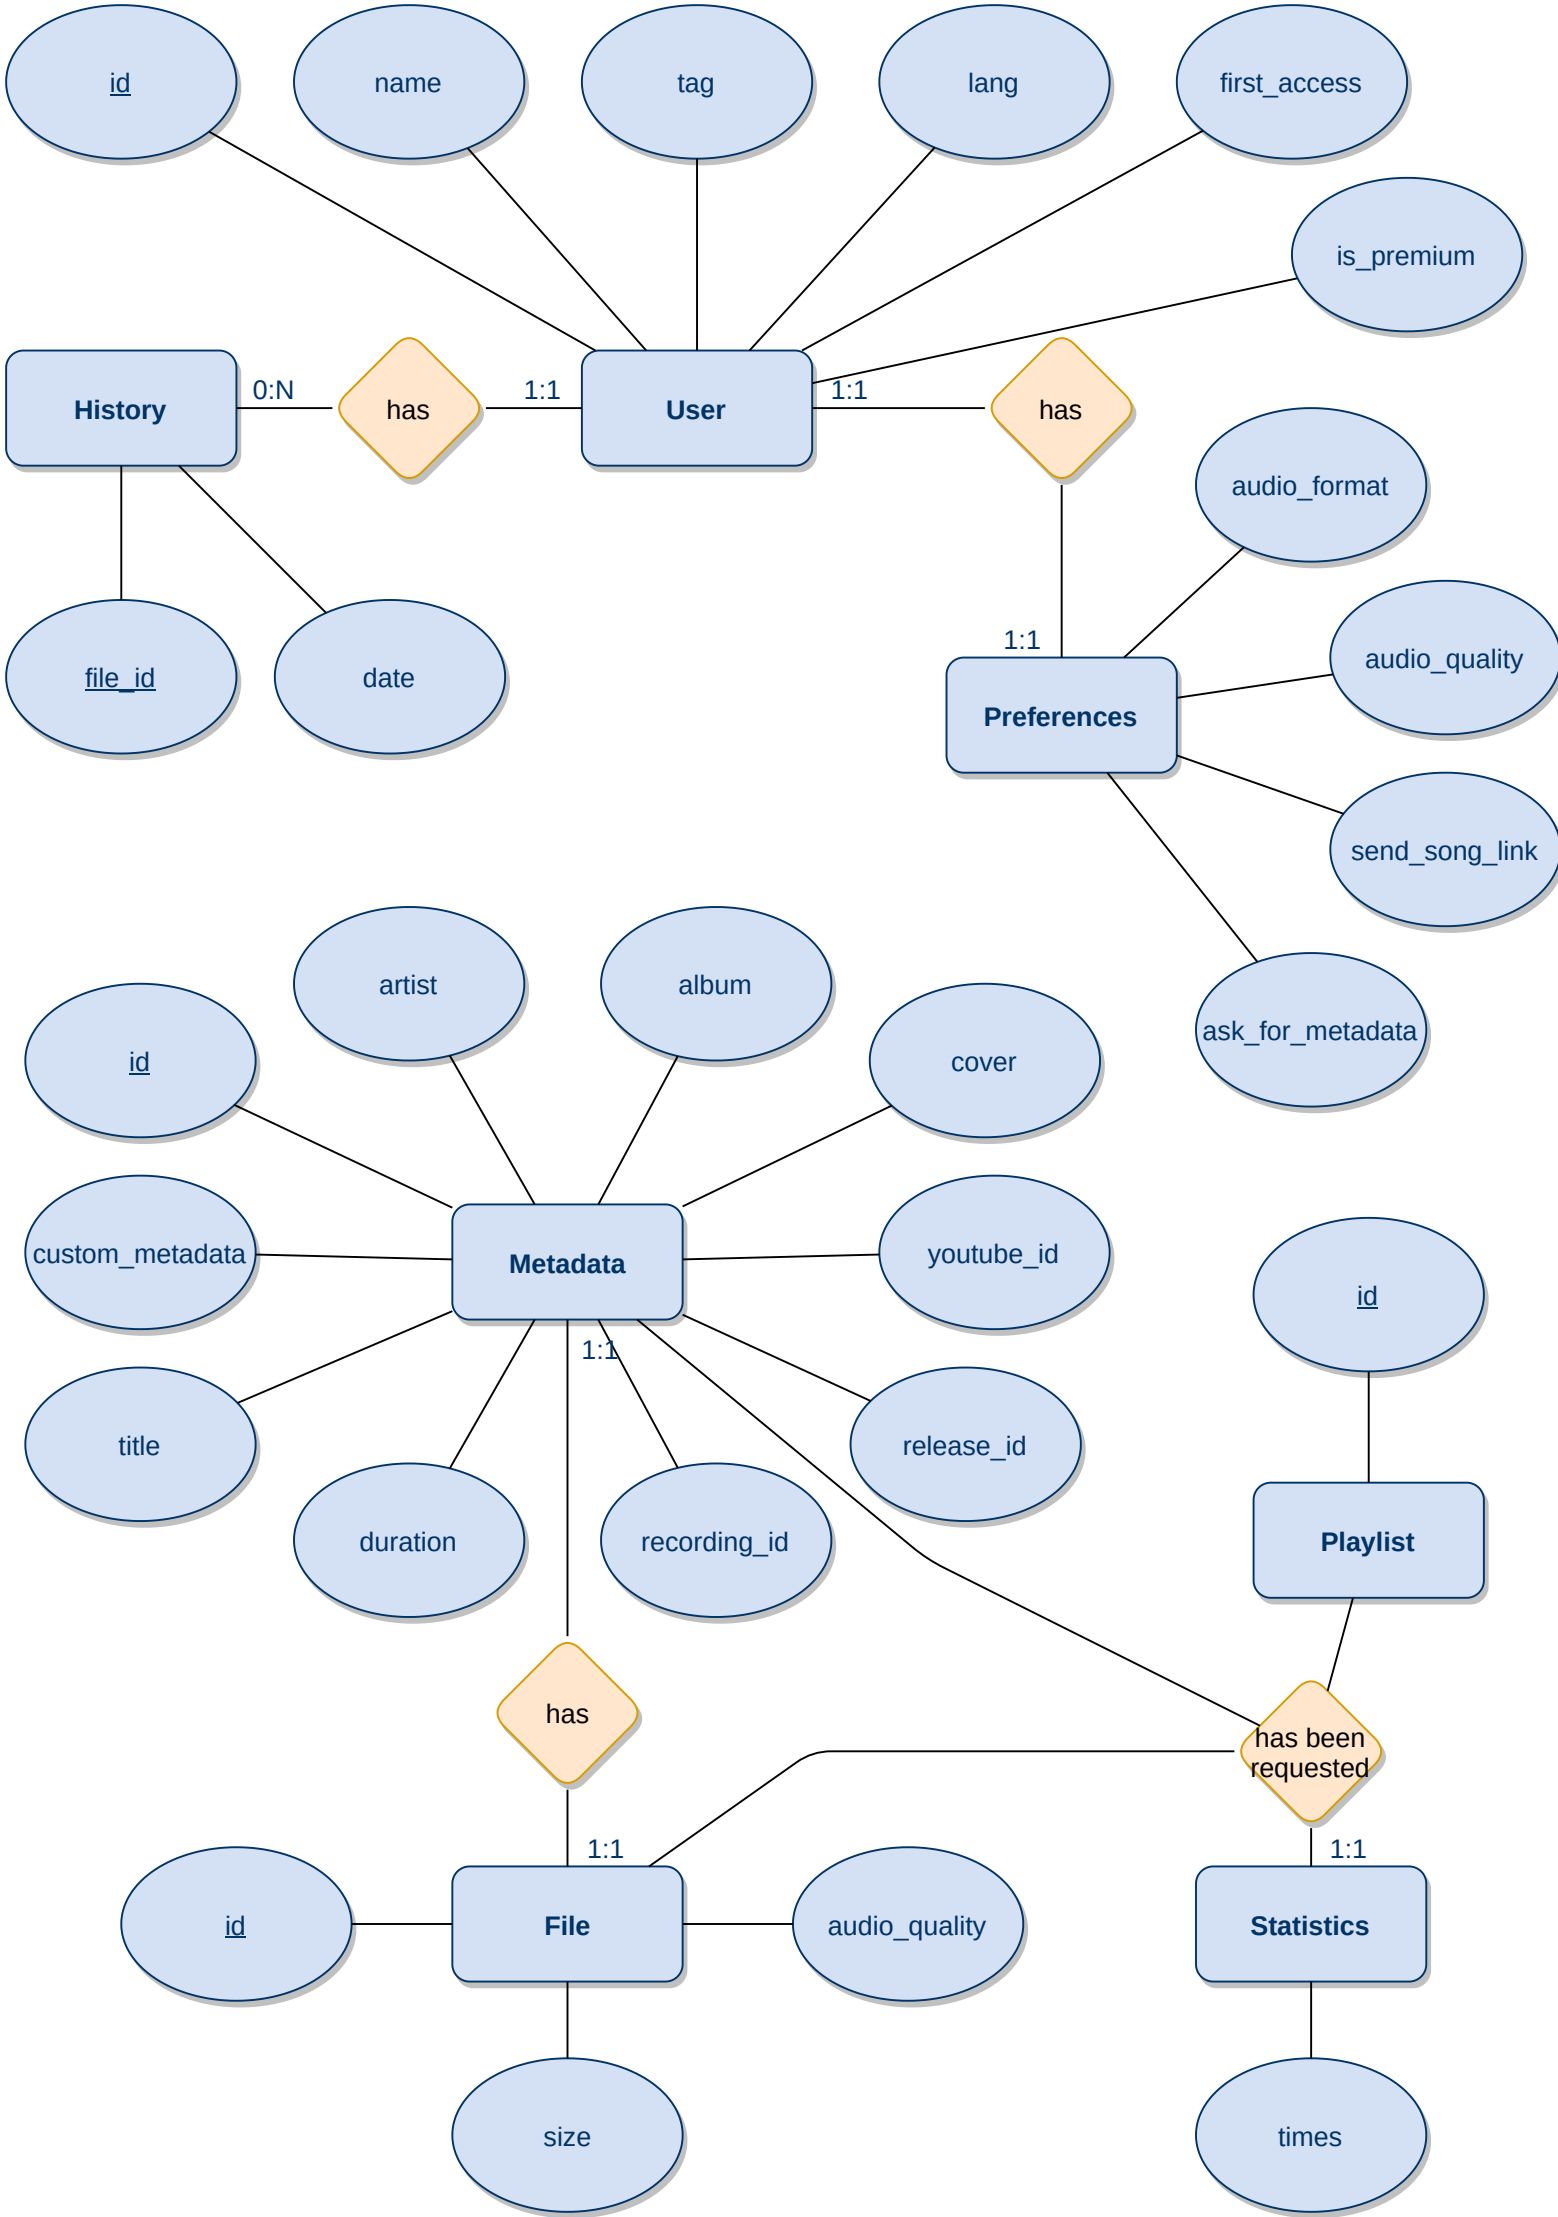 id
name
tag
lang
first_access
is_premium
History
0:N
has
1:1
User
1:1
has
audio_format
audio_quality
file_id
date
1:1
Preferences
send_song_link
ask_for_metadata
artist
album
id
cover
custom_metadata
Metadata
youtube_id
id
1:1
title
release_id
duration
recording_id
Playlist
has
has been
requested
1:1
1:1
id
File
audio_quality
Statistics
size
times